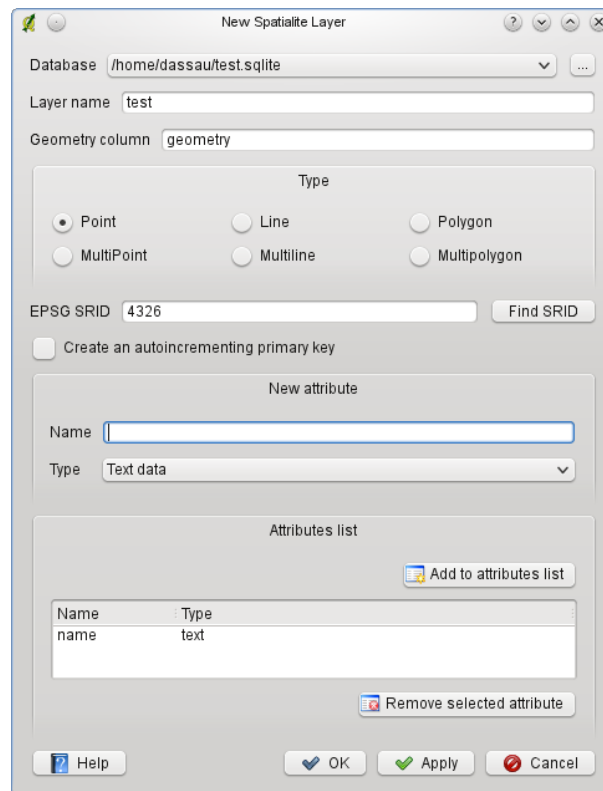 New Spatialite Layer
Database /home/dassau/test.sqlite ...
Layer name test
Geometry column geometry
Type
Point Line Polygon
MultiPoint Multiline Multipolygon
EPSG SRID 4326 Find SRID
Create an autoincrementing primary key
New attribute
Name
Type Text data
Attributes list
Add to attributes list
Name Type
name text
Remove selected attribute
Help OK Apply Cancel